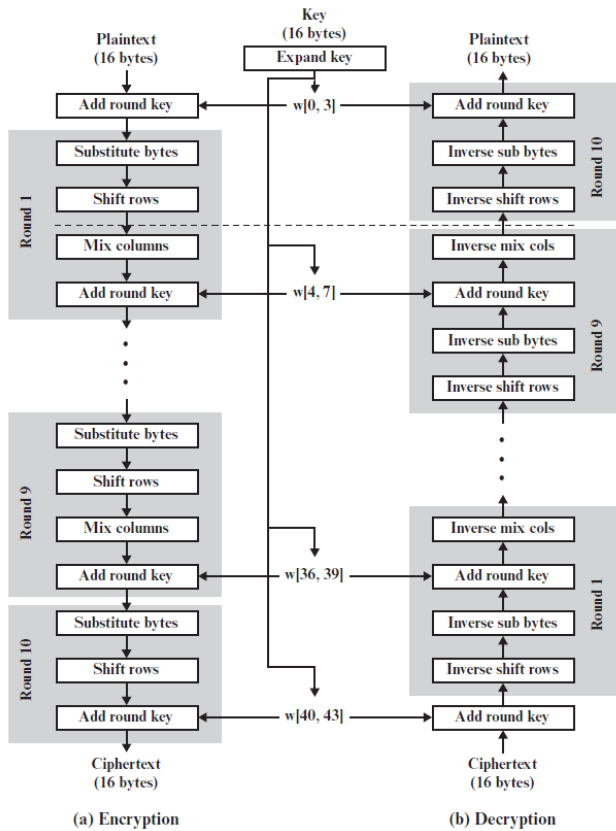 Key
(16 bytes)
Plaintext
(16 bytes)
Expand key
Plaintext
(16 bytes)
Add round key
w[0, 3]
Add round key
Round 1
Substitute bytes
Shift rows
Mix columns
Add round key
w[4, 7]
Inverse sub bytes
Inverse shift rows
Round 10
Inverse mix cols
Add round key
Inverse sub bytes
Inverse shift rows
Round 9
Round 9
Substitute bytes
Shift rows
Mix columns
Add round key
w[36, 39]
Inverse mix cols
Add round key
Inverse sub bytes
Inverse shift rows
Round 1
Round 10
Substitute bytes
Shift rows
Add round key
w[40, 43]
Add round key
Ciphertext
(16 bytes)
Ciphertext
(16 bytes)
(a) Encryption
(b) Decryption